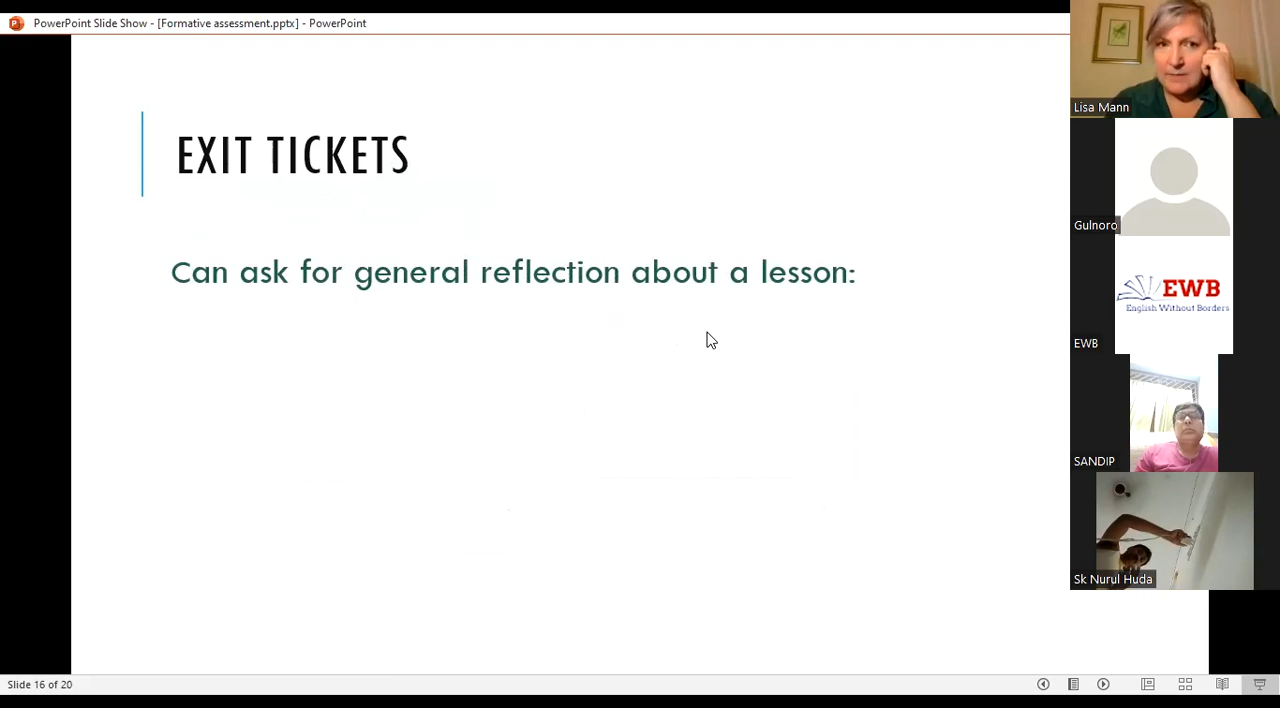 PowerPoint Slide Show - [Formative assessment.pptx] - PowerPoint
EXIT TICKETS
Can ask for general reflection about a lesson:
Lisa Mann
Gulnoro
EWB
English Without Borders
EWB
SANDIP
Sk Nurul Huda
Slide 16 of 20